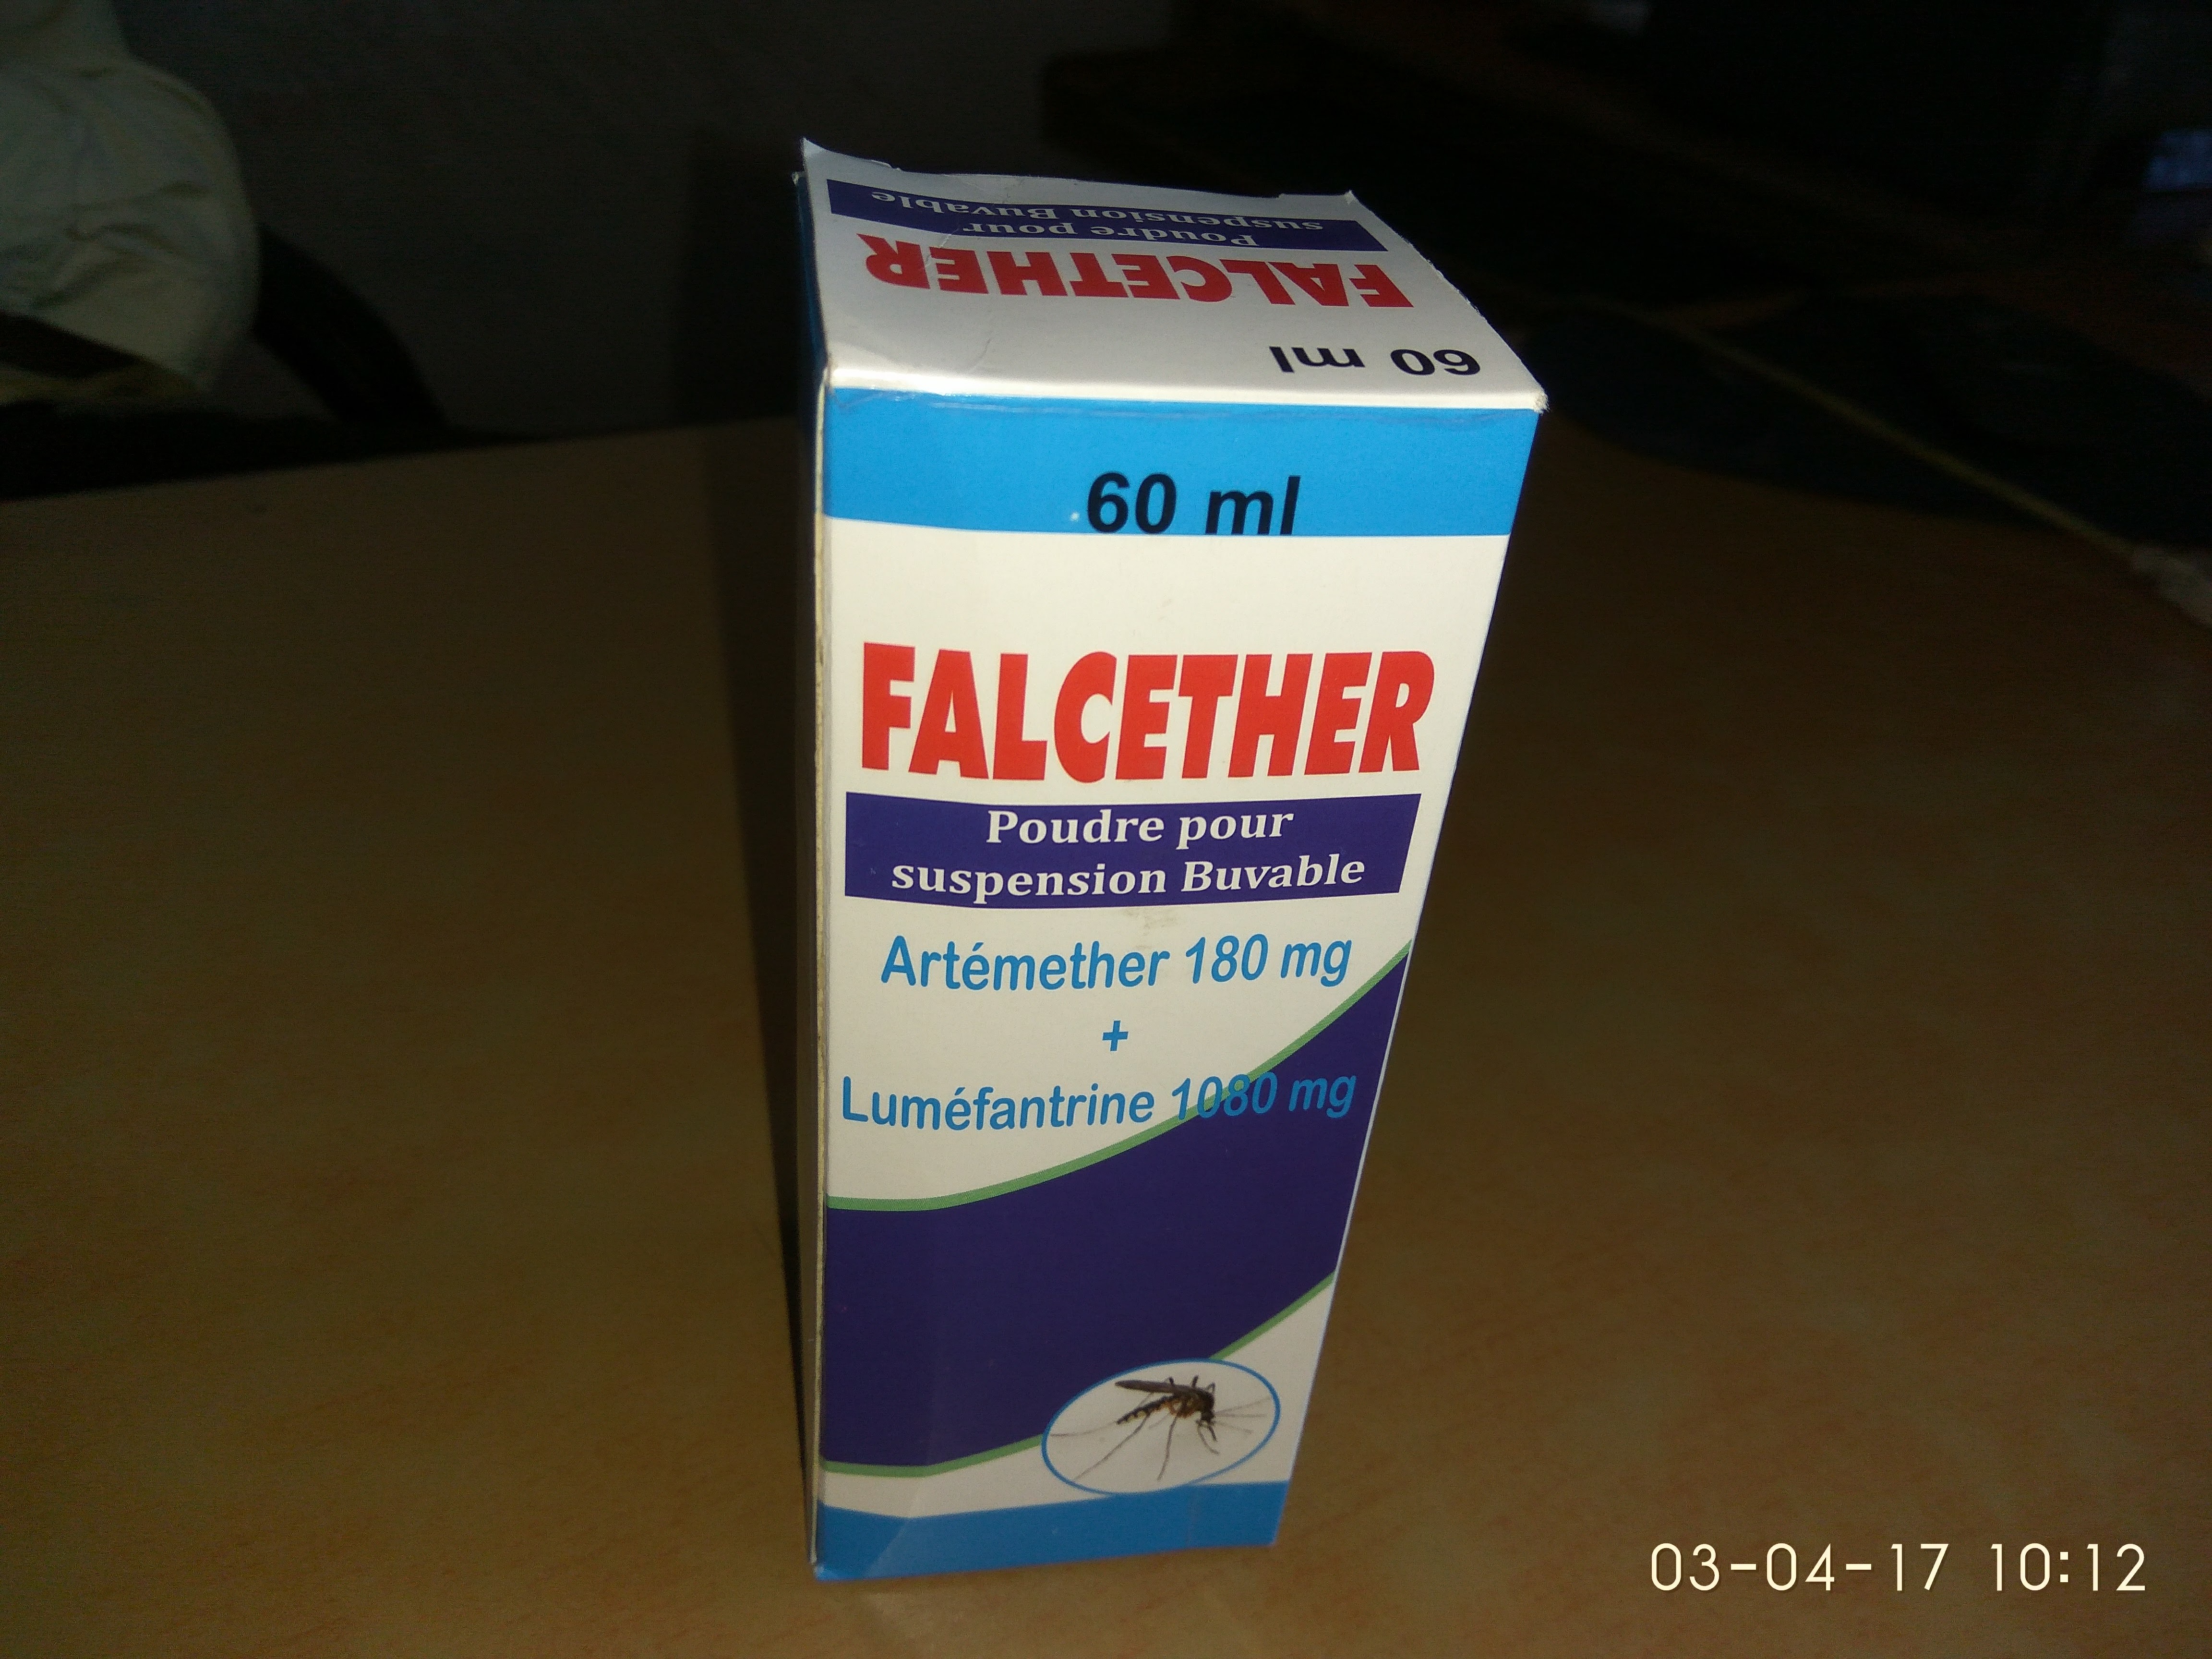 Poudre pour
suspension Buvable
FALCETHER
60 ml
60 ml
FALCETHER
Poudre pour
suspension Buvable
Artémether 180 mg
+
Luméfantrine 1080 mg
03-04-17 10:12